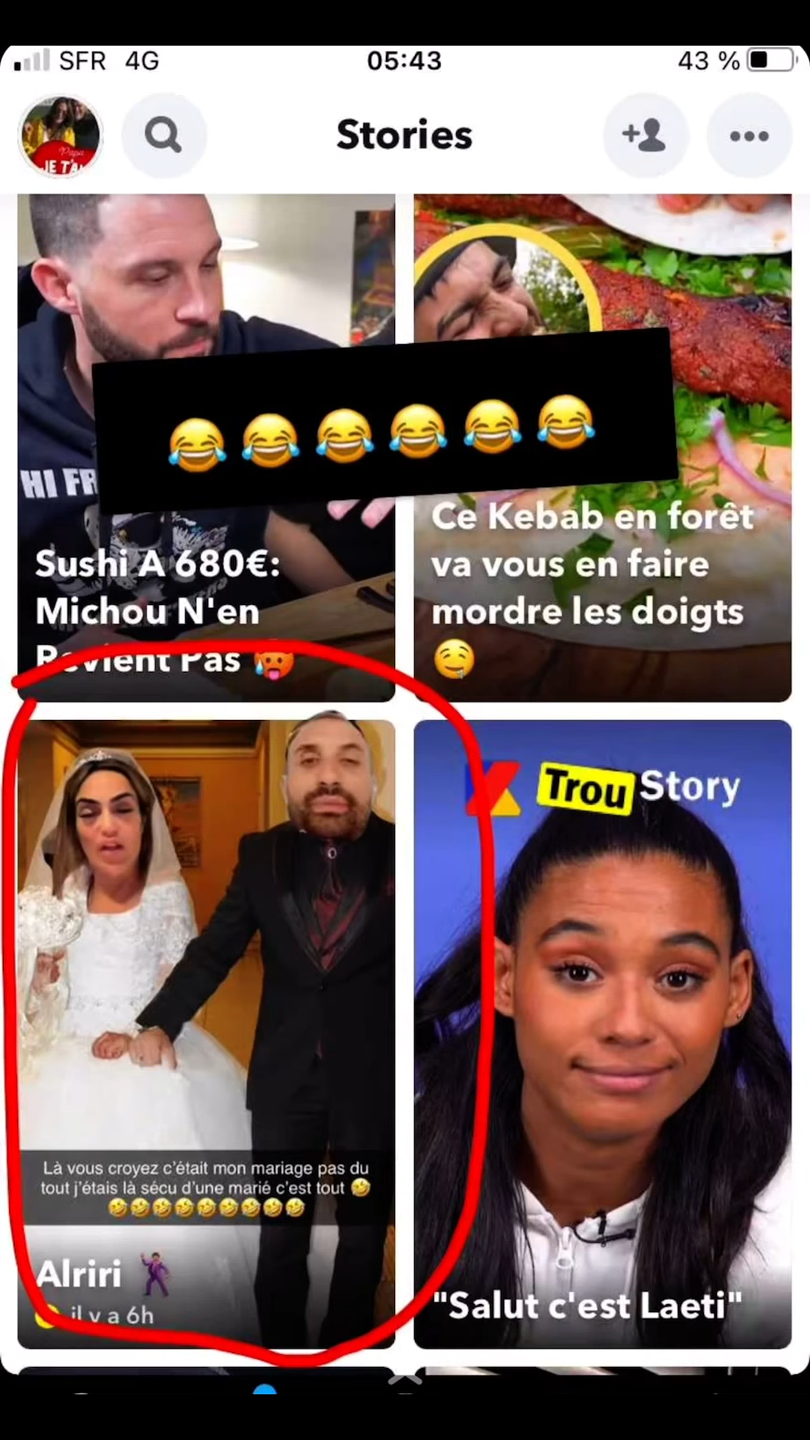 SFR 4G 05:43 43 %
Papa
JE T'A
Stories
HI FR
Sushi A 680€:
Michou N'en
Revient Pas 🥵
😂😂😂😂😂😂
Ce Kebab en forêt
va vous en faire
mordre les doigts
🤤
Là vous croyez c'était mon mariage pas du
tout j'étais là sécu d'une marié c'est tout 🤣
🤣🤣🤣🤣🤣🤣🤣🤣🤣
Alriri 🕺🏾
il y a 6h
Trou Story
"Salut c'est Laeti"